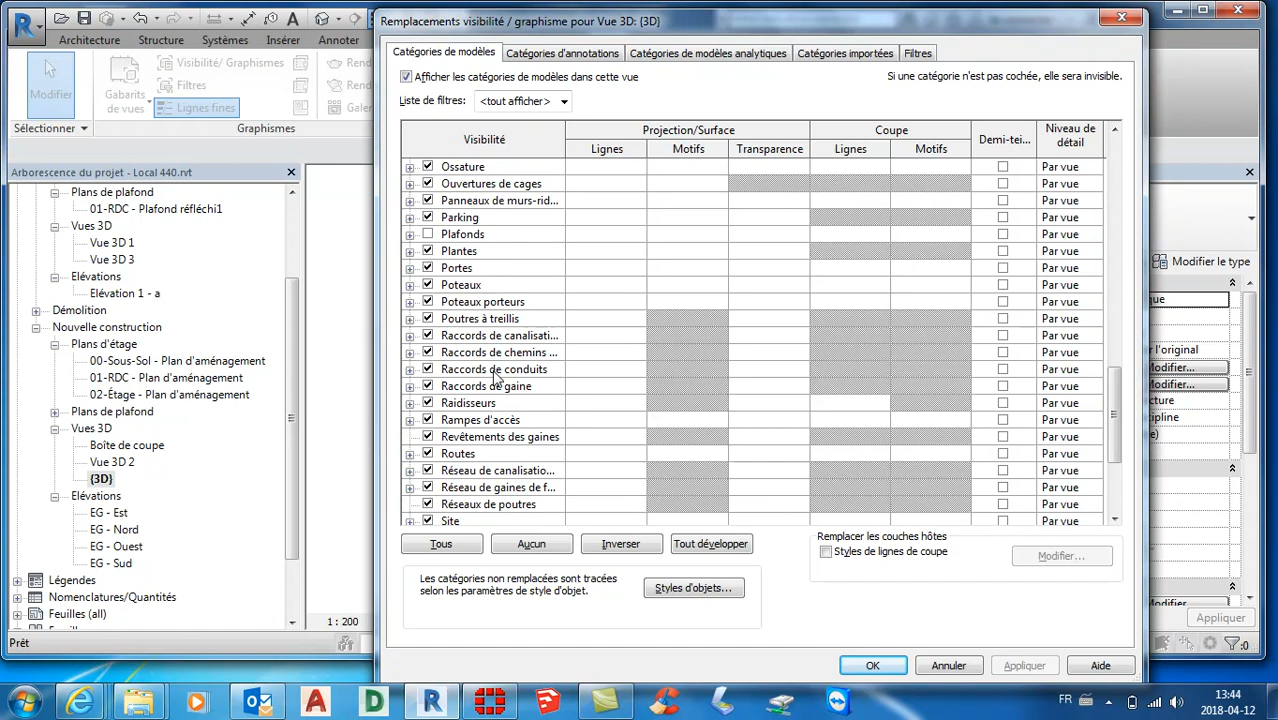 Remplacements visibilité / graphisme pour Vue 3D: {3D}
Architecture Structure Systèmes Insérer Annoter
Modifier
Gabarits de vues
Visibilité/ Graphismes
Filtres
Lignes fines
Rend
Rend
Galer
Sélectionner
Graphismes
Arborescence du projet - Local 440.rvt
Plans de plafond
01-RDC - Plafond réfléchi1
Vues 3D
Vue 3D 1
Vue 3D 3
Elévations
Elévation 1 - a
Démolition
Nouvelle construction
Plans d'étage
00-Sous-Sol - Plan d'aménagement
01-RDC - Plan d'aménagement
02-Étage - Plan d'aménagement
Plans de plafond
Vues 3D
Boîte de coupe
Vue 3D 2
{3D}
Elévations
EG - Est
EG - Nord
EG - Ouest
EG - Sud
Légendes
Nomenclatures/Quantités
Feuilles (all)
Prêt
1 : 200
Catégories de modèles Catégories d'annotations Catégories de modèles analytiques Catégories importées Filtres
Afficher les catégories de modèles dans cette vue
Si une catégorie n'est pas cochée, elle sera invisible.
Liste de filtres: <tout afficher>
Visibilité Projection/Surface Coupe Demi-tei... Niveau de détail
Lignes Motifs Transparence Lignes Motifs
Ossature Par vue
Ouvertures de cages Par vue
Panneaux de murs-rid... Par vue
Parking Par vue
Plafonds Par vue
Plantes Par vue
Portes Par vue
Poteaux Par vue
Poteaux porteurs Par vue
Poutres à treillis Par vue
Raccords de canalisati... Par vue
Raccords de chemins ... Par vue
Raccords de conduits Par vue
Raccords de gaine Par vue
Raidisseurs Par vue
Rampes d'accès Par vue
Revêtements des gaines Par vue
Routes Par vue
Réseau de canalisatio... Par vue
Réseau de gaines de f... Par vue
Réseaux de poutres Par vue
Site Par vue
Tous Aucun Inverser Tout développer
Remplacer les couches hôtes
Styles de lignes de coupe
Modifier...
Les catégories non remplacées sont tracées
selon les paramètres de style d'objet.
Styles d'objets...
OK Annuler Appliquer Aide
Modifier le type
que
r l'original
Modifier...
Modifier...
cture
cipline
e)
Modifier...
Appliquer
:0
FR
13:44
2018-04-12